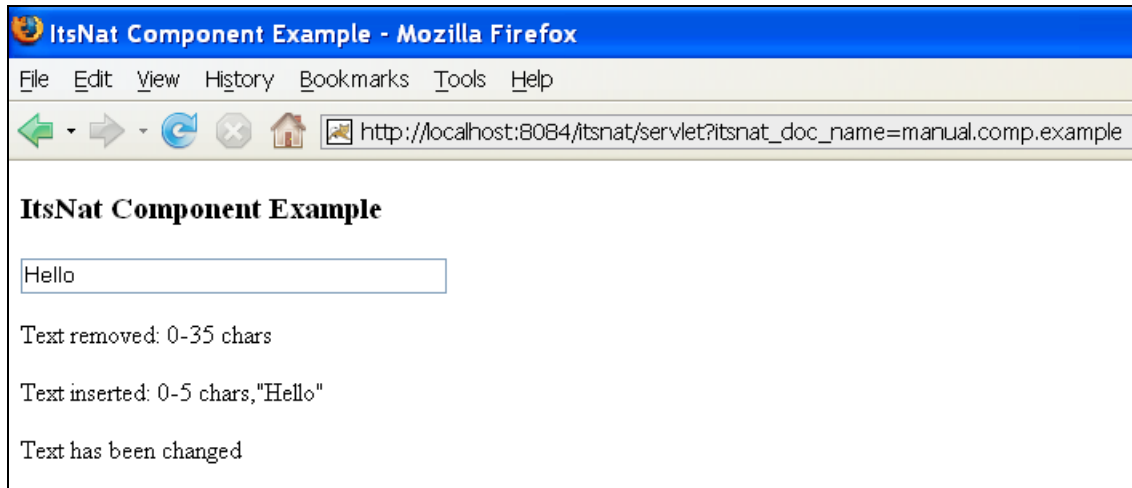 ItsNat Component Example - Mozilla Firefox
File Edit View History Bookmarks Tools Help
http://localhost:8084/itsnat/servlet?itsnat_doc_name=manual.comp.example
ItsNat Component Example
Hello
Text removed: 0-35 chars
Text inserted: 0-5 chars,"Hello"
Text has been changed